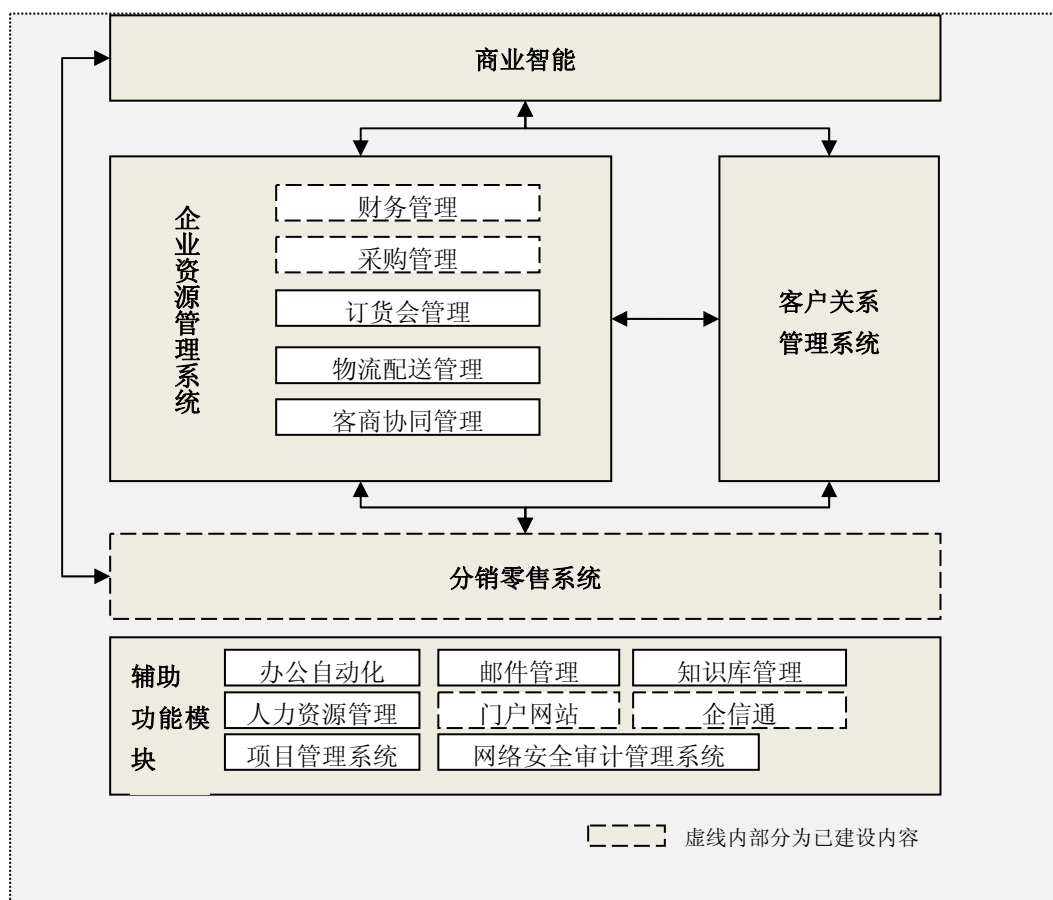 商业智能
企业资源管理系统
财务管理
采购管理
订货会管理
物流配送管理
客商协同管理
客户关系
管理系统
分销零售系统
辅助
功能模
块
办公自动化
邮件管理
知识库管理
人力资源管理
门户网站
企信通
项目管理系统
网络安全审计管理系统
虚线内部分为已建设内容